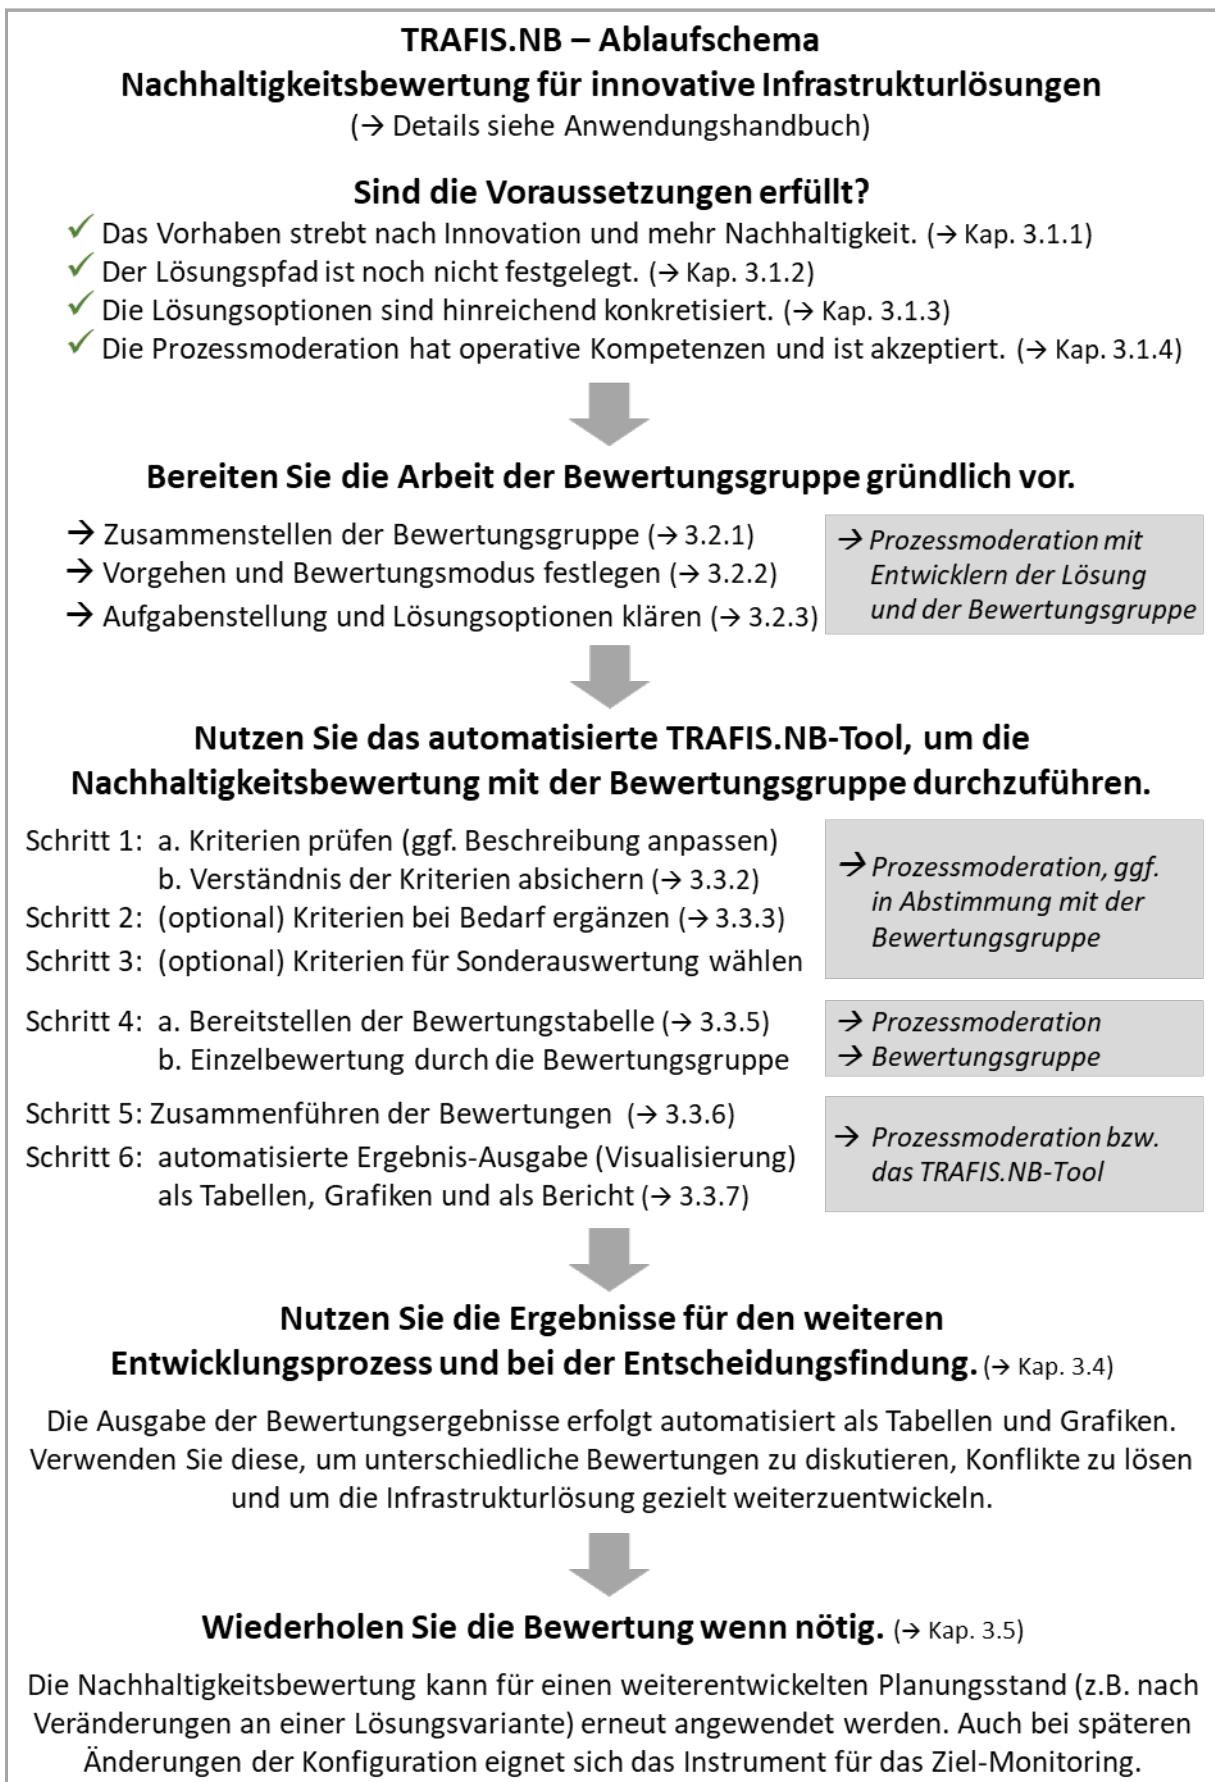 TRAFIS.NB – Ablaufschema
Nachhaltigkeitsbewertung für innovative Infrastrukturlösungen
(→ Details siehe Anwendungshandbuch)
Sind die Voraussetzungen erfüllt?
✓ Das Vorhaben strebt nach Innovation und mehr Nachhaltigkeit. (→ Kap. 3.1.1)
✓ Der Lösungspfad ist noch nicht festgelegt. (→ Kap. 3.1.2)
✓ Die Lösungsoptionen sind hinreichend konkretisiert. (→ Kap. 3.1.3)
✓ Die Prozessmoderation hat operative Kompetenzen und ist akzeptiert. (→ Kap. 3.1.4)
Bereiten Sie die Arbeit der Bewertungsgruppe gründlich vor.
→ Zusammenstellen der Bewertungsgruppe (→ 3.2.1)
→ Vorgehen und Bewertungsmodus festlegen (→ 3.2.2)
→ Aufgabenstellung und Lösungsoptionen klären (→ 3.2.3)
→ Prozessmoderation mit
Entwicklern der Lösung
und der Bewertungsgruppe
Nutzen Sie das automatisierte TRAFIS.NB-Tool, um die
Nachhaltigkeitsbewertung mit der Bewertungsgruppe durchzuführen.
Schritt 1: a. Kriterien prüfen (ggf. Beschreibung anpassen)
b. Verständnis der Kriterien absichern (→ 3.3.2)
Schritt 2: (optional) Kriterien bei Bedarf ergänzen (→ 3.3.3)
Schritt 3: (optional) Kriterien für Sonderauswertung wählen
→ Prozessmoderation, ggf.
in Abstimmung mit der
Bewertungsgruppe
Schritt 4: a. Bereitstellen der Bewertungstabelle (→ 3.3.5)
b. Einzelbewertung durch die Bewertungsgruppe
→ Prozessmoderation
→ Bewertungsgruppe
Schritt 5: Zusammenführen der Bewertungen (→ 3.3.6)
Schritt 6: automatisierte Ergebnis-Ausgabe (Visualisierung)
als Tabellen, Grafiken und als Bericht (→ 3.3.7)
→ Prozessmoderation bzw.
das TRAFIS.NB-Tool
Nutzen Sie die Ergebnisse für den weiteren
Entwicklungsprozess und bei der Entscheidungsfindung. (→ Kap. 3.4)
Die Ausgabe der Bewertungsergebnisse erfolgt automatisiert als Tabellen und Grafiken.
Verwenden Sie diese, um unterschiedliche Bewertungen zu diskutieren, Konflikte zu lösen
und um die Infrastrukturlösung gezielt weiterzuentwickeln.
Wiederholen Sie die Bewertung wenn nötig. (→ Kap. 3.5)
Die Nachhaltigkeitsbewertung kann für einen weiterentwickelten Planungsstand (z.B. nach
Veränderungen an einer Lösungsvariante) erneut angewendet werden. Auch bei späteren
Änderungen der Konfiguration eignet sich das Instrument für das Ziel-Monitoring.